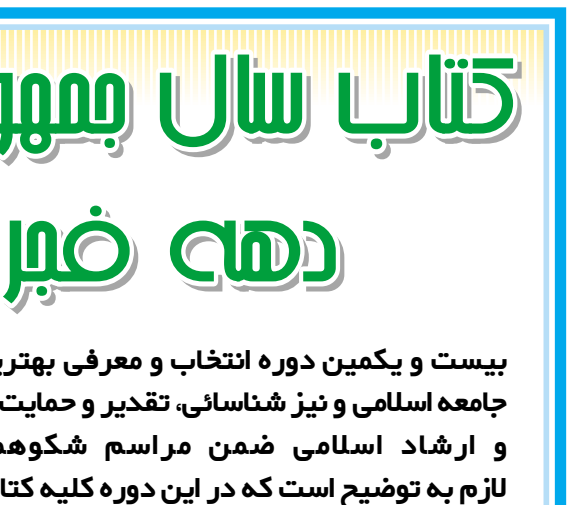 کتاب سال جمهو
دهه فجر
بیست و یکمین دوره انتخاب و معرفی بهتری
جامعه اسلامی و نیز شناسائی، تقدیر و حمایت
و ارشاد اسلامی ضمن مراسم شکوهم
لازم به توضیح است که در این دوره کلیه کتا